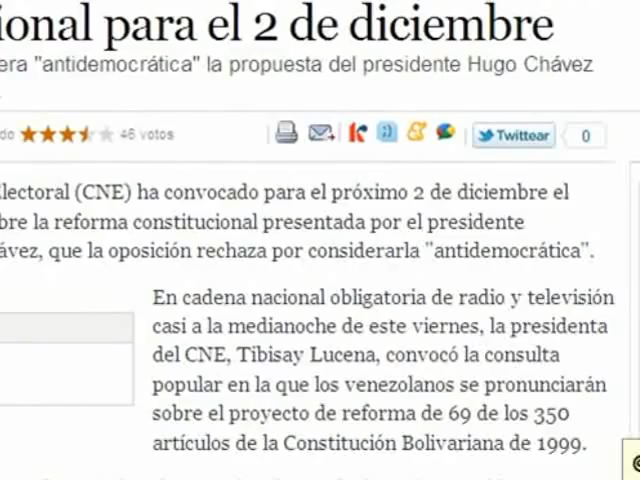 ional para el 2 de diciembre
era "antidemocrática" la propuesta del presidente Hugo Chávez
do 46 votos Twittear 0
Electoral (CNE) ha convocado para el próximo 2 de diciembre el
bre la reforma constitucional presentada por el presidente
ávez, que la oposición rechaza por considerarla "antidemocrática".
En cadena nacional obligatoria de radio y televisión
casi a la medianoche de este viernes, la presidenta
del CNE, Tibisay Lucena, convocó la consulta
popular en la que los venezolanos se pronunciarán
sobre el proyecto de reforma de 69 de los 350
artículos de la Constitución Bolivariana de 1999.